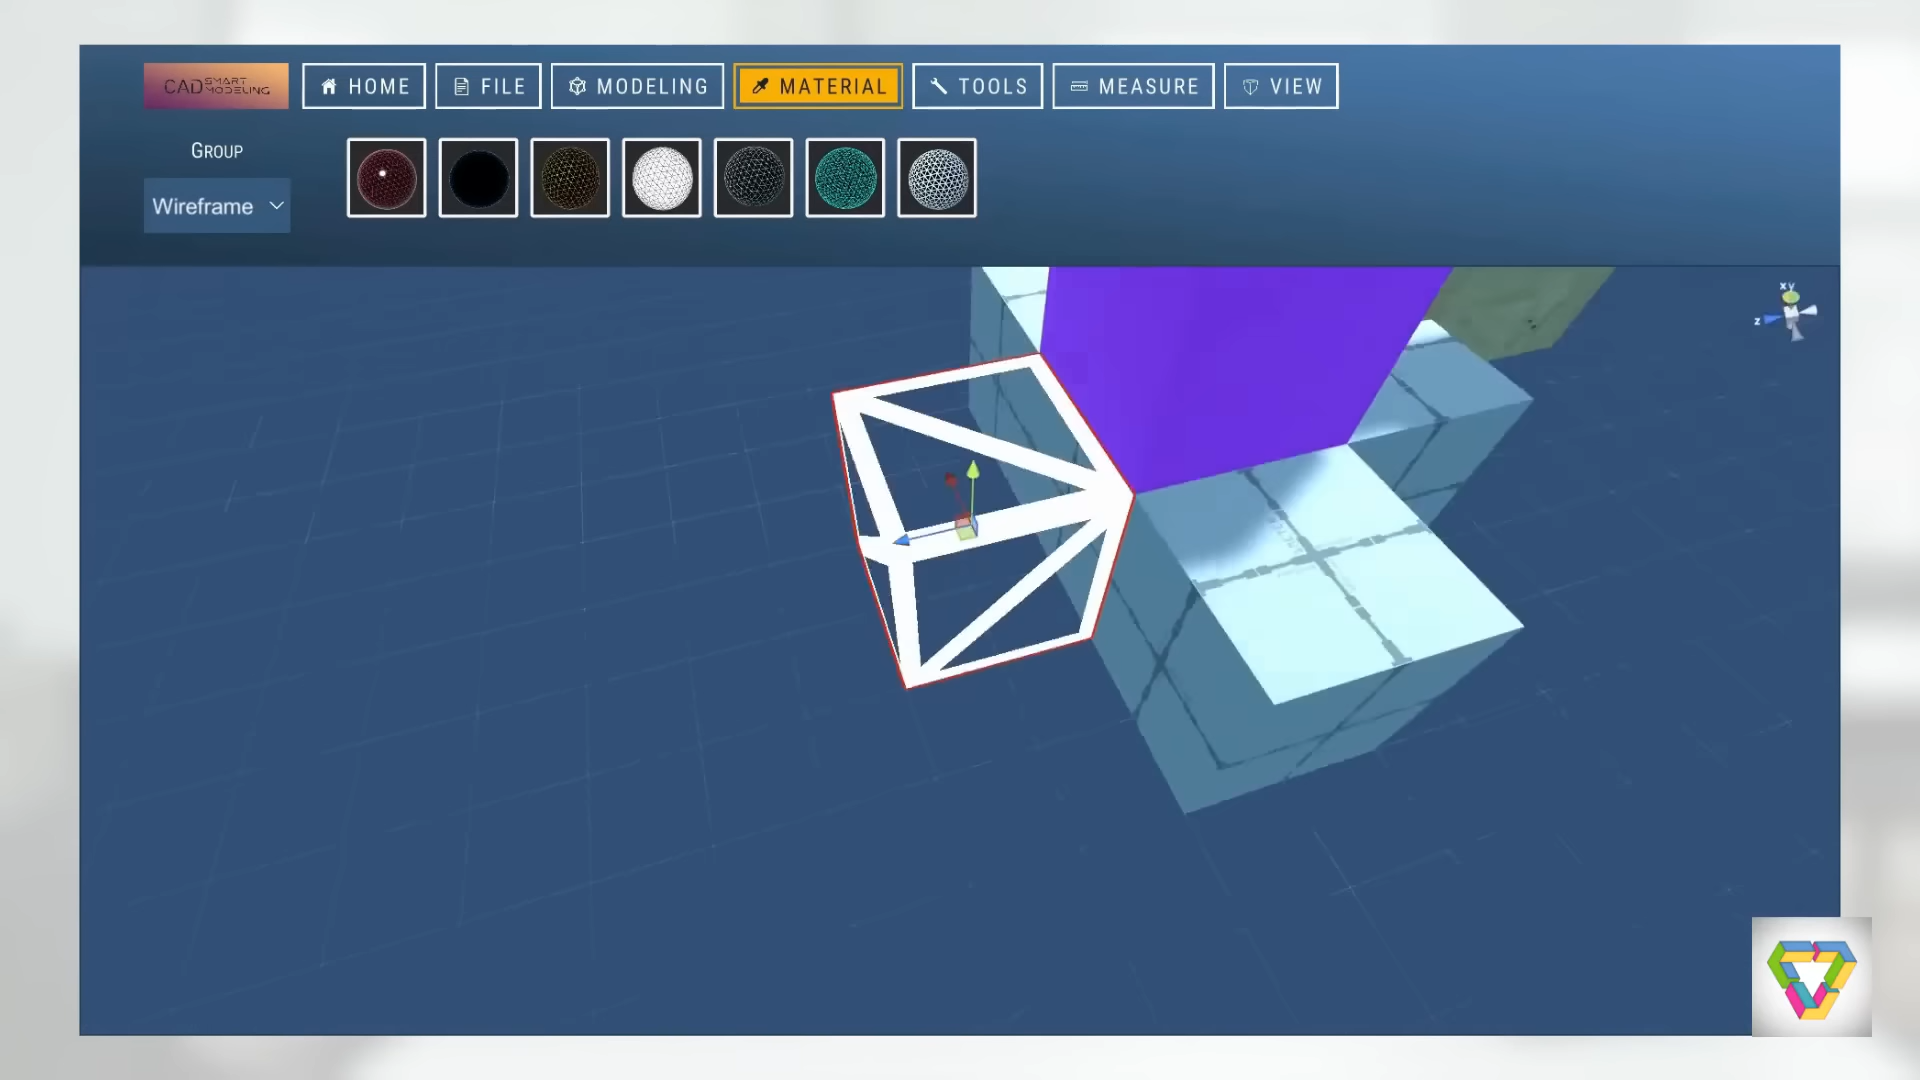 CAD SMART MODELING
HOME
FILE
MODELING
MATERIAL
TOOLS
MEASURE
VIEW
GROUP
Wireframe
x y
z